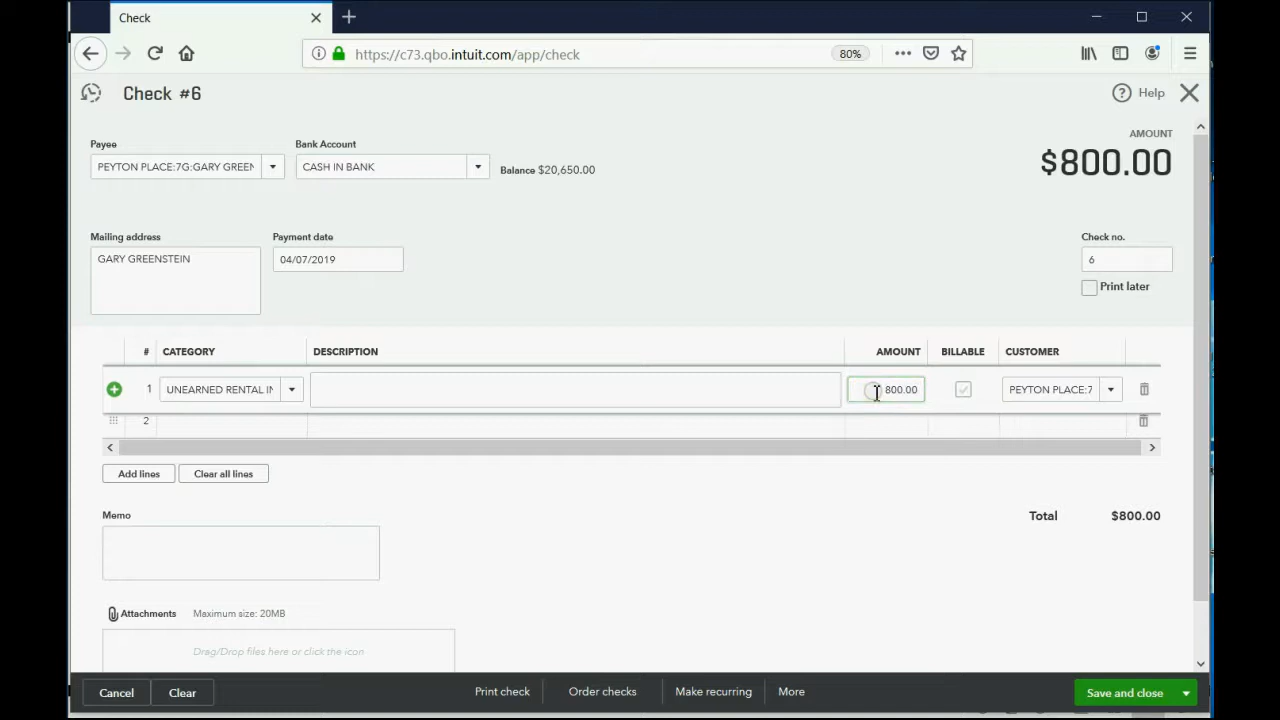 Check
https://c73.qbo.intuit.com/app/check
80%
Check #6
Help
Payee
Bank Account
AMOUNT
PEYTON PLACE:7G:GARY GREEN
CASH IN BANK
Balance $20,650.00
$800.00
Mailing address
Payment date
Check no.
GARY GREENSTEIN
04/07/2019
6
Print later
# CATEGORY DESCRIPTION AMOUNT BILLABLE CUSTOMER
1 UNEARNED RENTAL IN 800.00 PEYTON PLACE:7
2
Add lines
Clear all lines
Memo
Total $800.00
Attachments Maximum size: 20MB
Drag/Drop files here or click the icon
Cancel
Clear
Print check
Order checks
Make recurring
More
Save and close